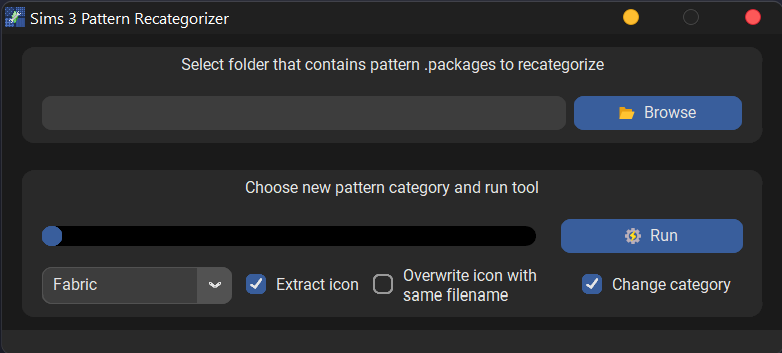 Sims 3 Pattern Recategorizer
Select folder that contains pattern .packages to recategorize
Browse
Choose new pattern category and run tool
Run
Fabric
Extract icon
Overwrite icon with
same filename
Change category